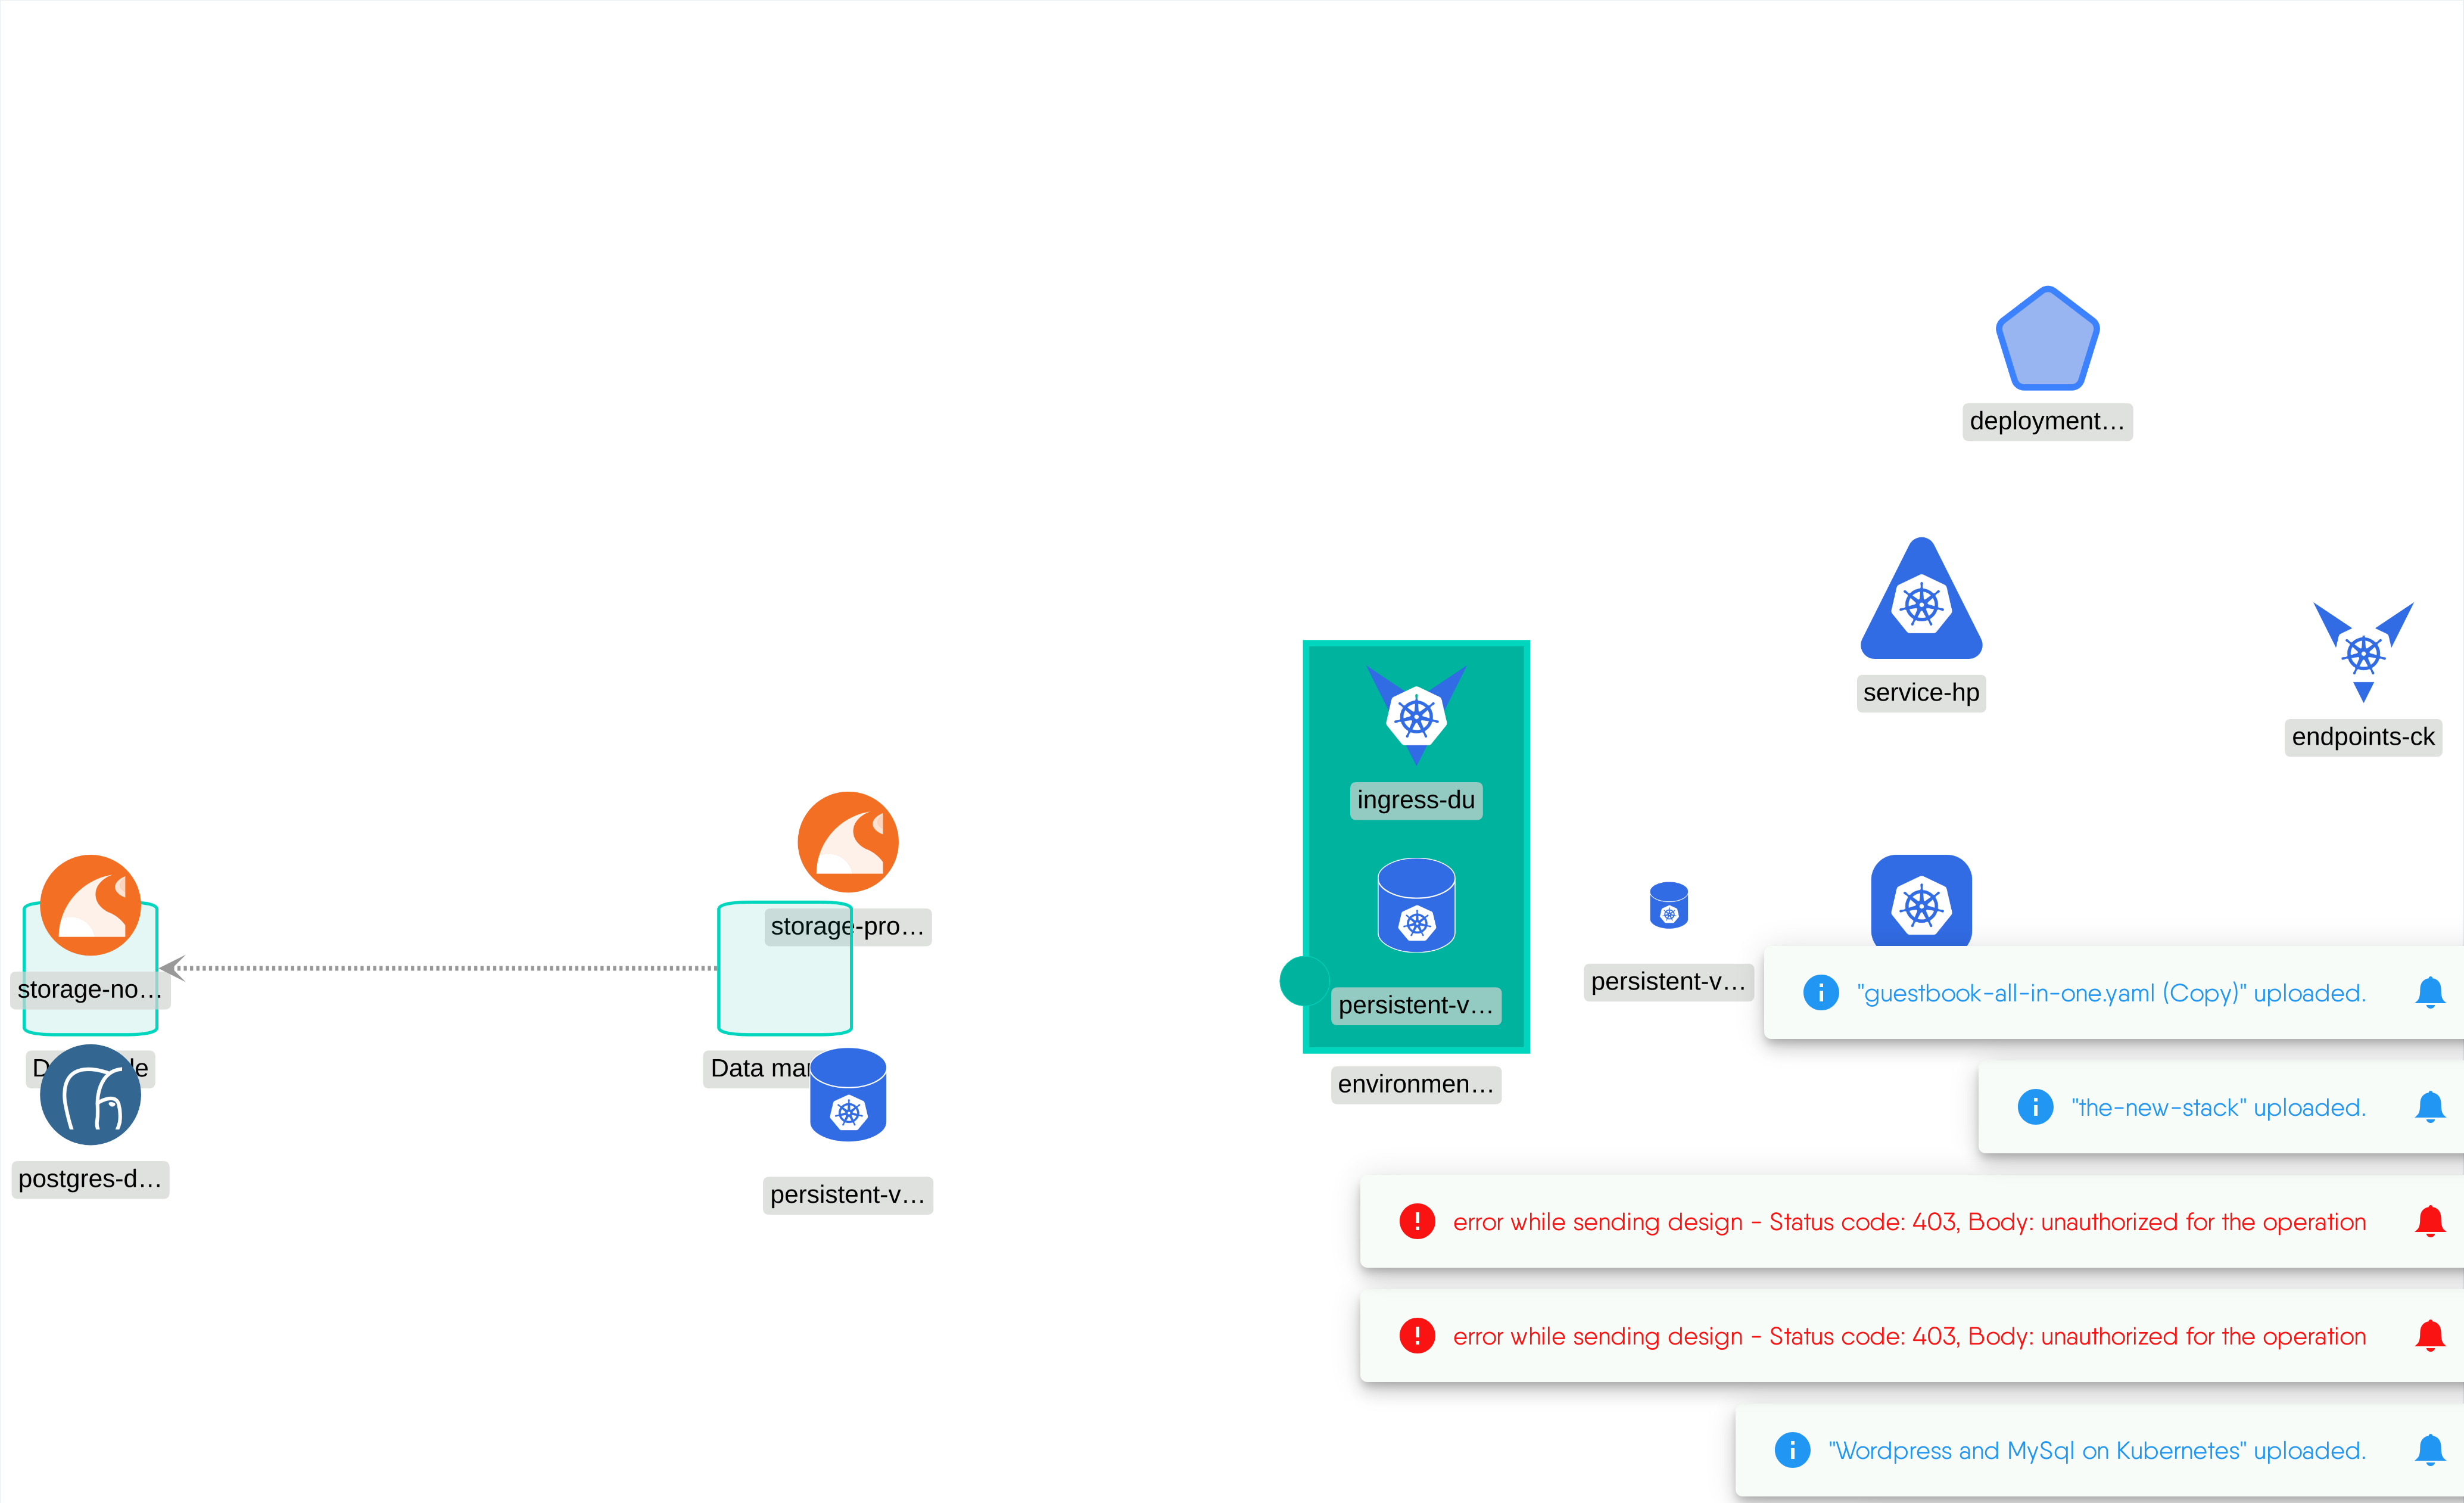 deployment…
service-hp
endpoints-ck
ingress-du
storage-pro…
storage-no…
persistent-v…
persistent-v…
"guestbook-all-in-one.yaml (Copy)" uploaded.
Data mar
environmen…
"the-new-stack" uploaded.
postgres-d…
persistent-v…
error while sending design - Status code: 403, Body: unauthorized for the operation
error while sending design - Status code: 403, Body: unauthorized for the operation
"Wordpress and MySql on Kubernetes" uploaded.